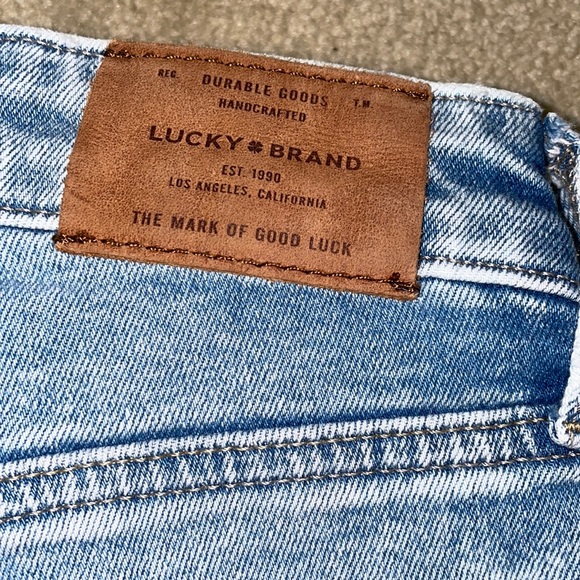 REG. DURABLE GOODS T.M
HANDCRAFTED
LUCKY BRAND
EST. 1990
LOS ANGELES, CALIFORNIA
THE MARK OF GOOD LUCK